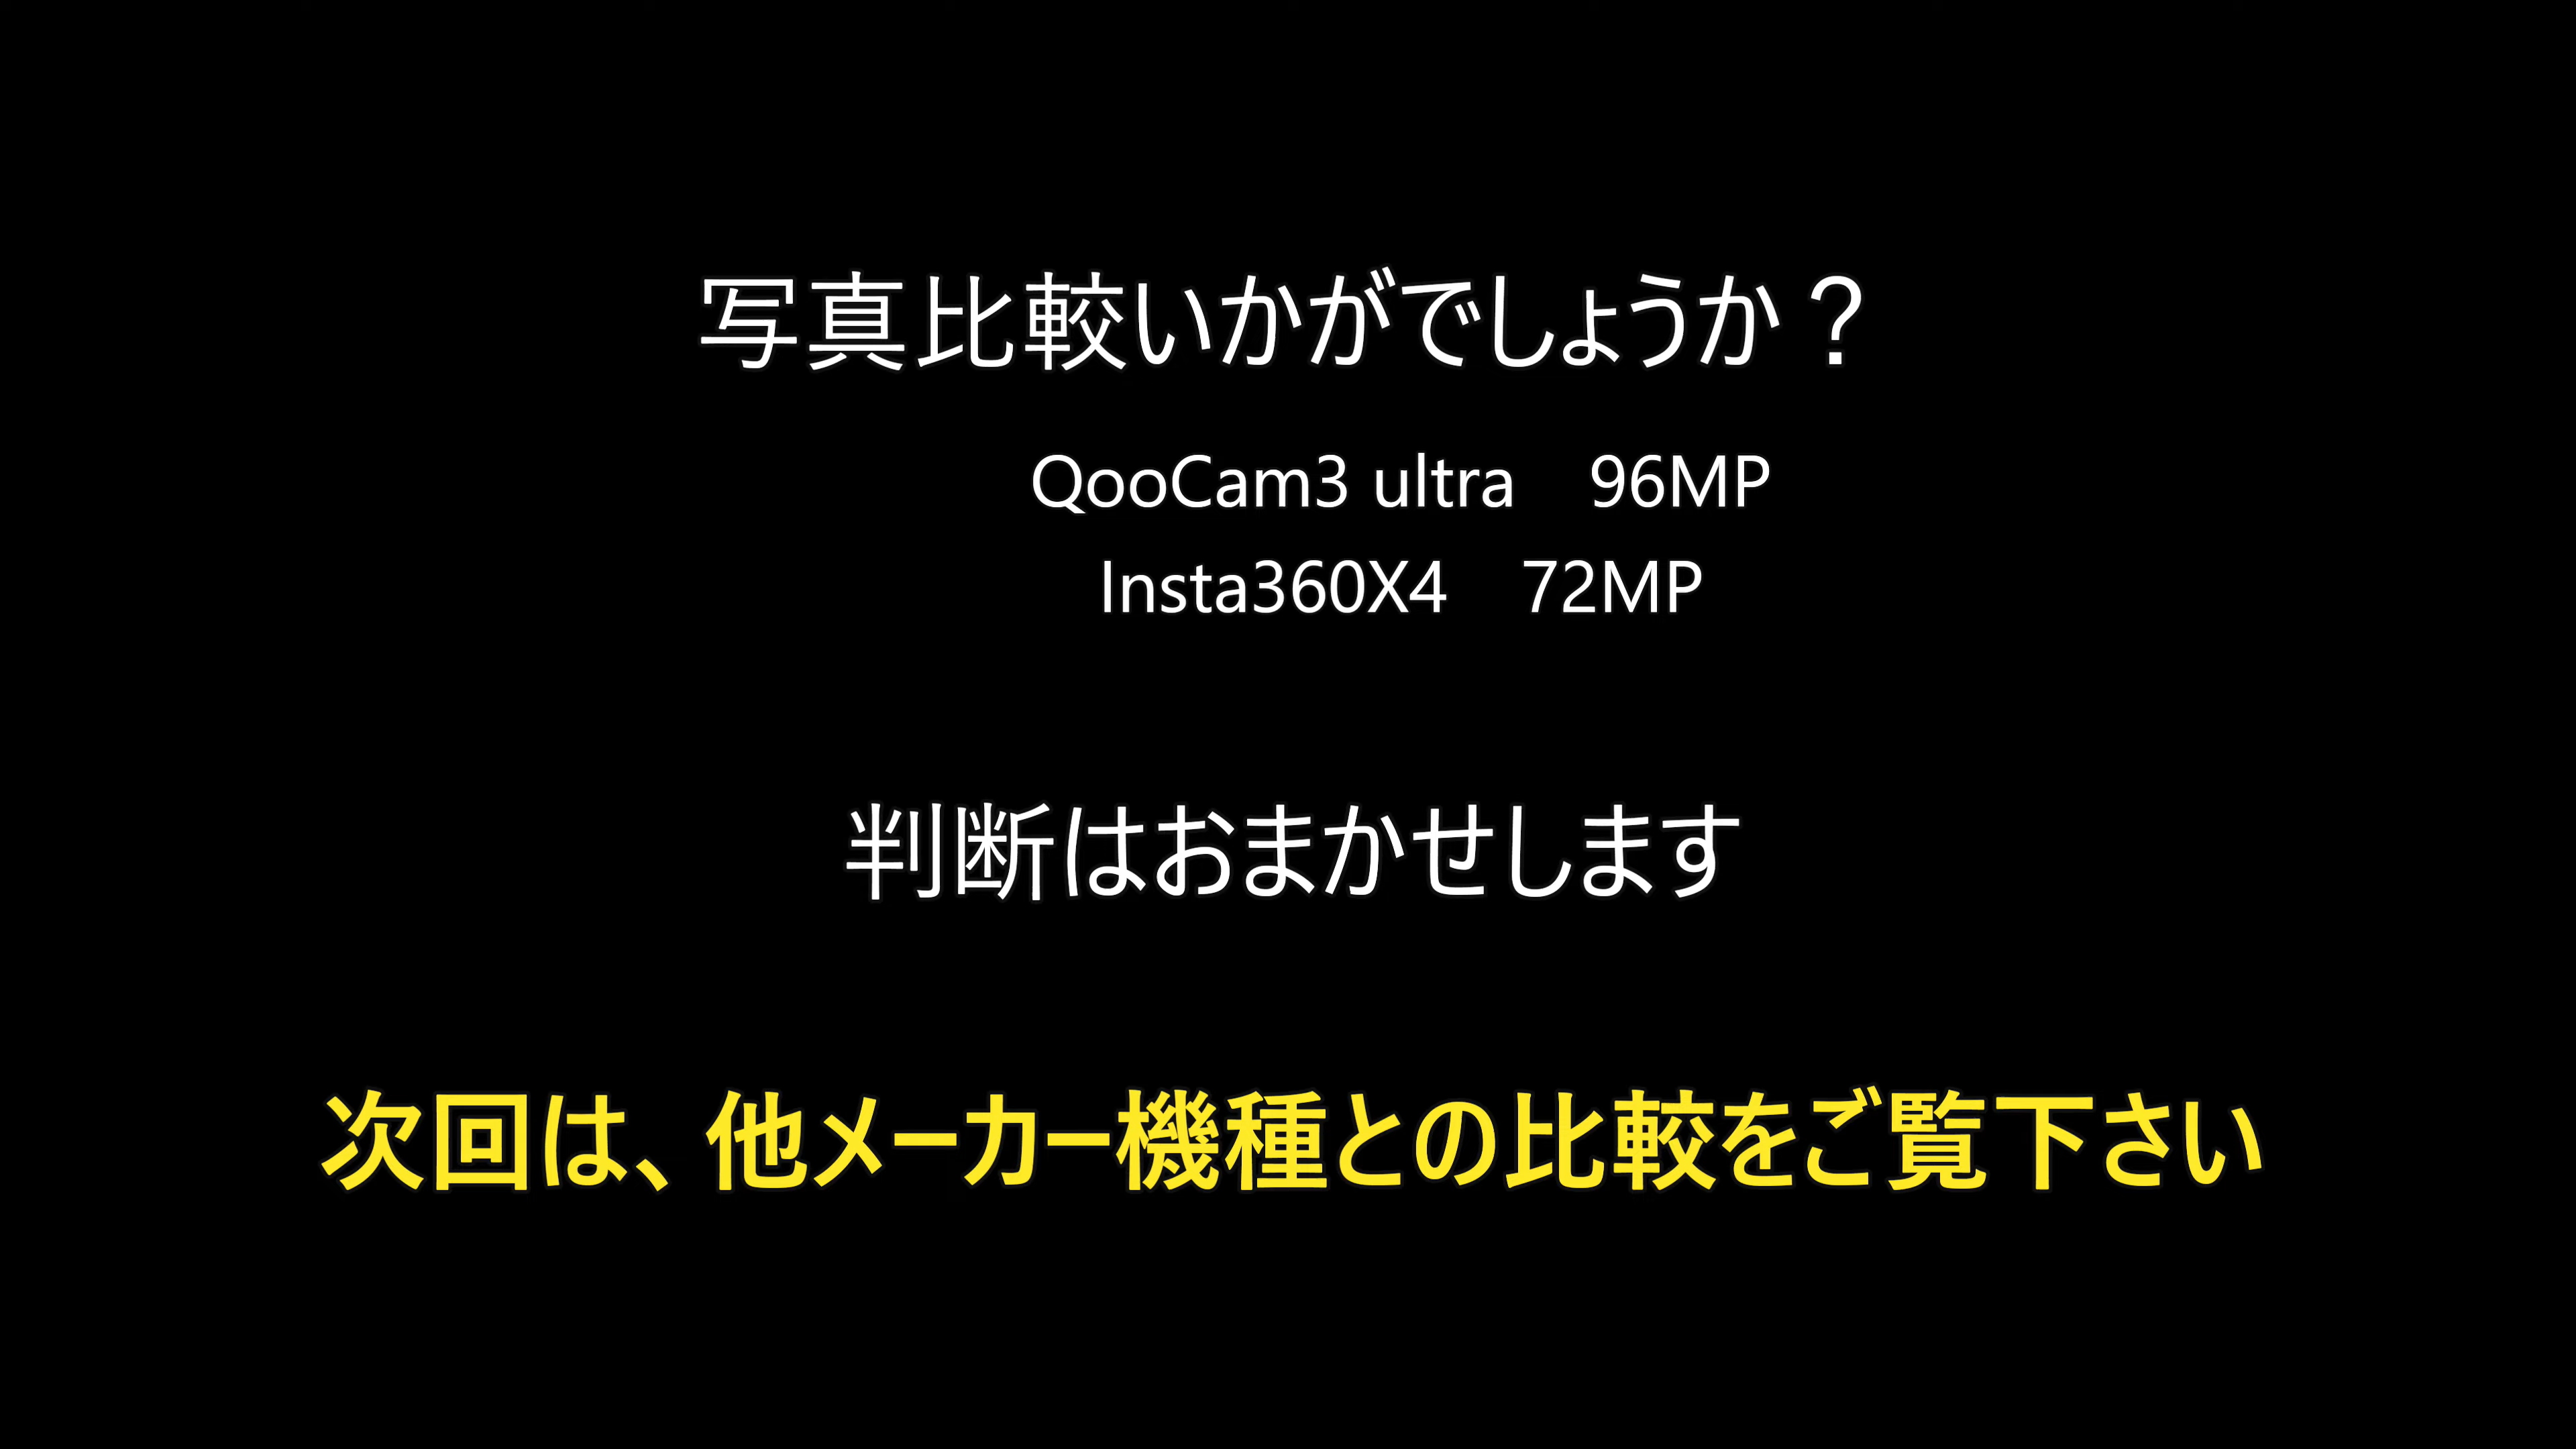 写真比較いかがでしょうか？
QooCam3 ultra　96MP
Insta360X4　72MP
判断はおまかせします
次回は、他メーカー機種との比較をご覧下さい